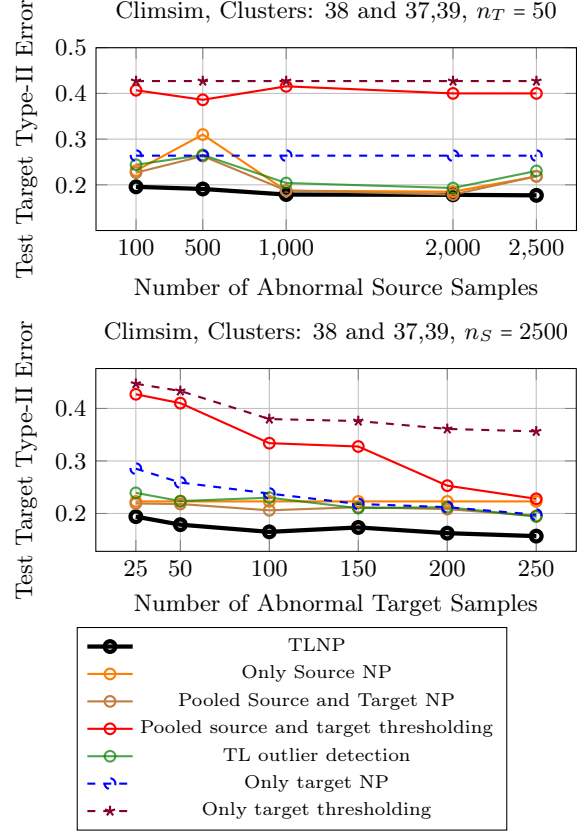 Climsim, Clusters: 38 and 37,39, n_T = 50
Test Target Type-II Error
0.5
0.4
0.3
0.2
100 500 1,000 2,000 2,500
Number of Abnormal Source Samples
Climsim, Clusters: 38 and 37,39, n_S = 2500
Test Target Type-II Error
0.4
0.3
0.2
25 50 100 150 200 250
Number of Abnormal Target Samples
TLNP
Only Source NP
Pooled Source and Target NP
Pooled source and target thresholding
TL outlier detection
Only target NP
Only target thresholding